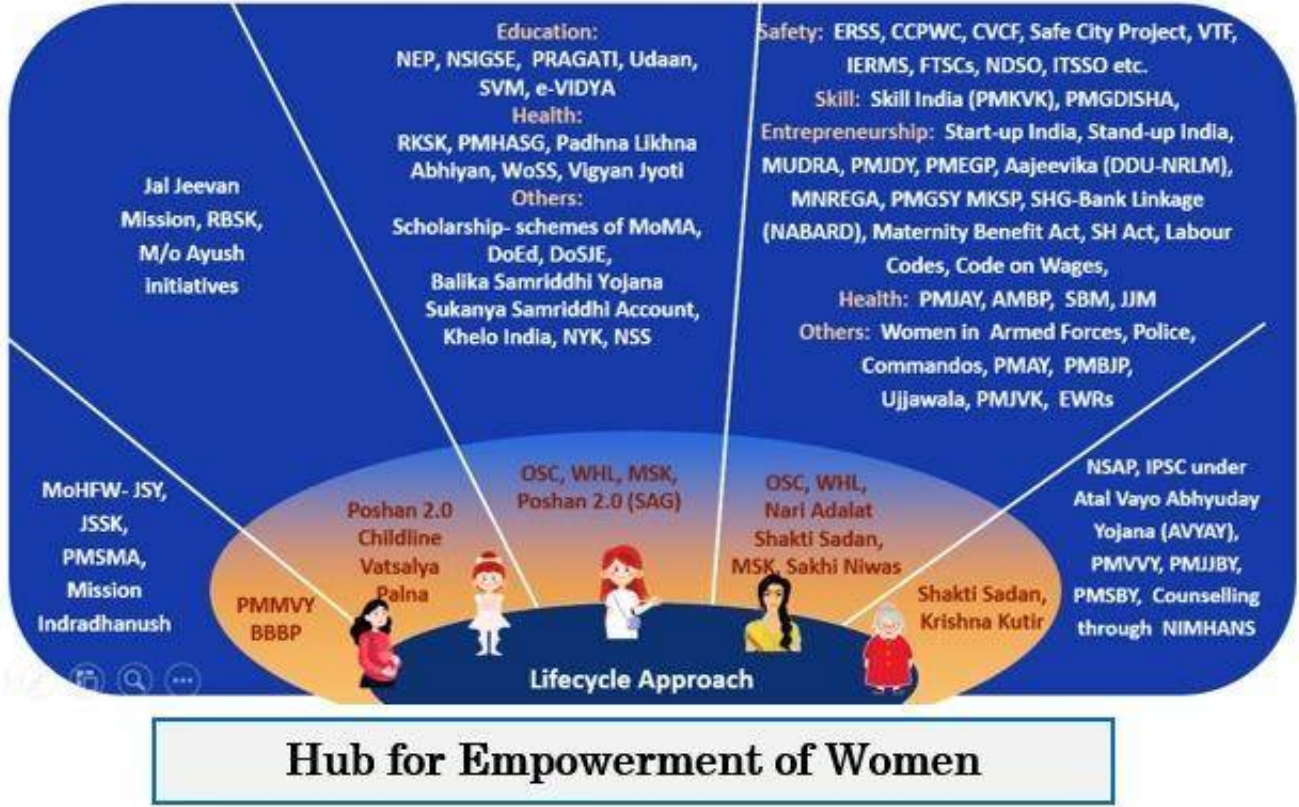 Jal Jeevan
Mission, RBSK,
M/o Ayush
initiatives
Education:
NEP, NSIGSE, PRAGATI, Udaan,
SVM, e-VIDYA
Health:
RKSK, PMHASG, Padhna Likhna
Abhiyan, WoSS, Vigyan Jyoti
Others:
Scholarship- schemes of MoMA,
DoEd, DoSJE,
Balika Samriddhi Yojana
Sukanya Samriddhi Account,
Khelo India, NYK, NSS
Safety: ERSS, CCPWC, CVCF, Safe City Project, VTF,
IERMS, FTSCs, NDSO, ITSSO etc.
Skill: Skill India (PMKVK), PMGDISHA,
Entrepreneurship: Start-up India, Stand-up India,
MUDRA, PMJDY, PMEGP, Aajeevika (DDU-NRLM),
MNREGA, PMGSY MKSP, SHG-Bank Linkage
(NABARD), Maternity Benefit Act, SH Act, Labour
Codes, Code on Wages,
Health: PMJAY, AMBP, SBM, JJM
Others: Women in Armed Forces, Police,
Commandos, PMAY, PMBJP,
Ujjawala, PMJVK, EWRs
MoHFW- JSY,
JSSK,
PMSMA,
Mission
Indradhanush
PMMVY
BBBP
Poshan 2.0
Childline
Vatsalya
Palna
OSC, WHL, MSK,
Poshan 2.0 (SAG)
OSC, WHL,
Nari Adalat
Shakti Sadan,
MSK, Sakhi Niwas
Shakti Sadan,
Krishna Kutir
NSAP, IPSC under
Atal Vayo Abhyuday
Yojana (AVYAY),
PMVVY, PMJJBY,
PMSBY, Counselling
through NIMHANS
Lifecycle Approach
Hub for Empowerment of Women